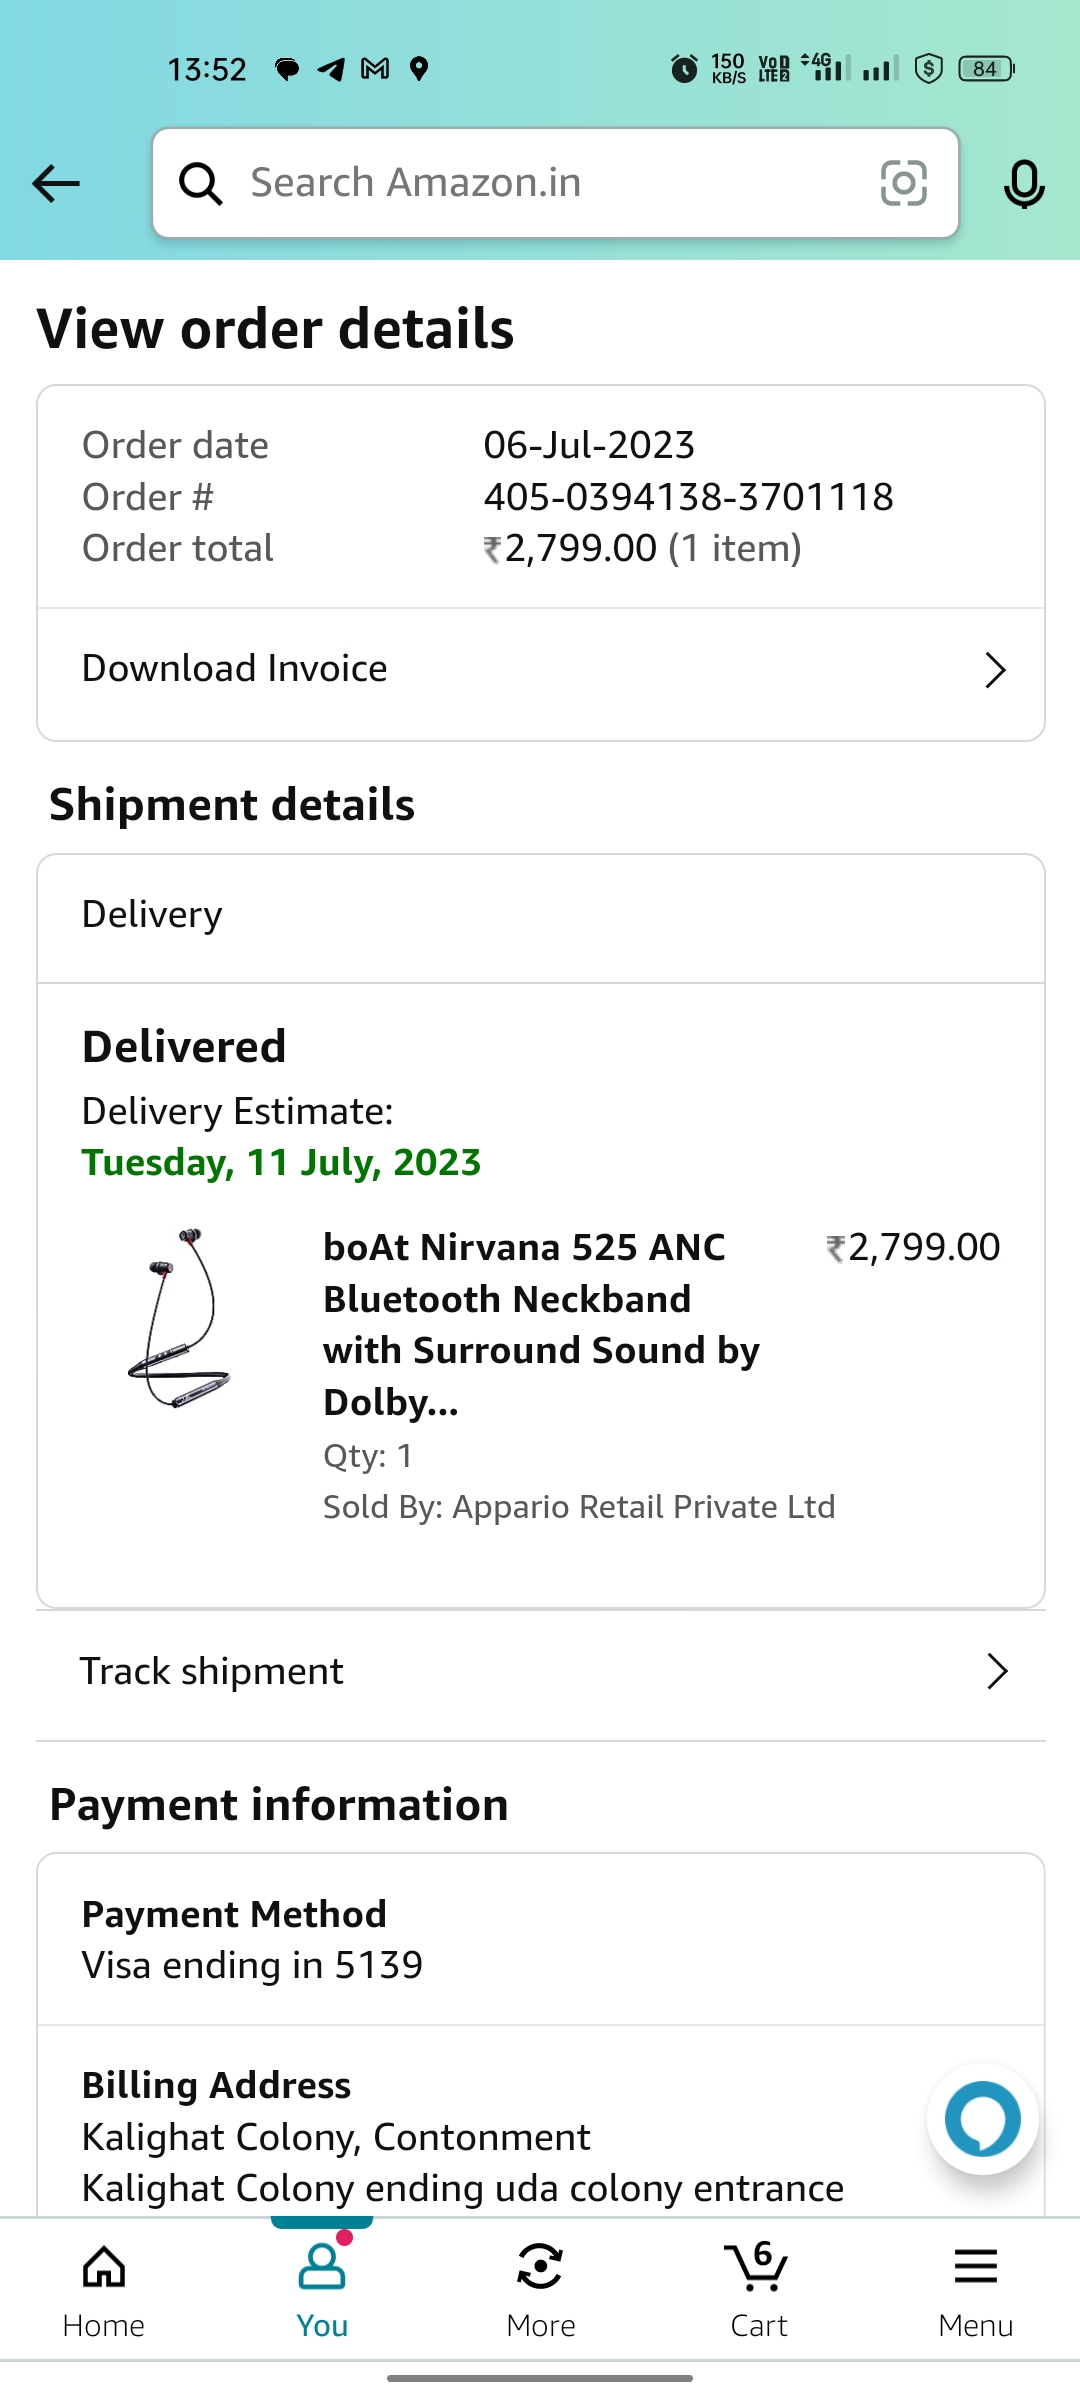 13:52
150 KB/S VoD LTE2 4G 84
Search Amazon.in
View order details
Order date 06-Jul-2023
Order # 405-0394138-3701118
Order total ₹2,799.00 (1 item)
Download Invoice
Shipment details
Delivery
Delivered
Delivery Estimate:
Tuesday, 11 July, 2023
boAt Nirvana 525 ANC ₹2,799.00
Bluetooth Neckband
with Surround Sound by
Dolby...
Qty: 1
Sold By: Appario Retail Private Ltd
Track shipment
Payment information
Payment Method
Visa ending in 5139
Billing Address
Kalighat Colony, Contonment
Kalighat Colony ending uda colony entrance
6
Home You More Cart Menu